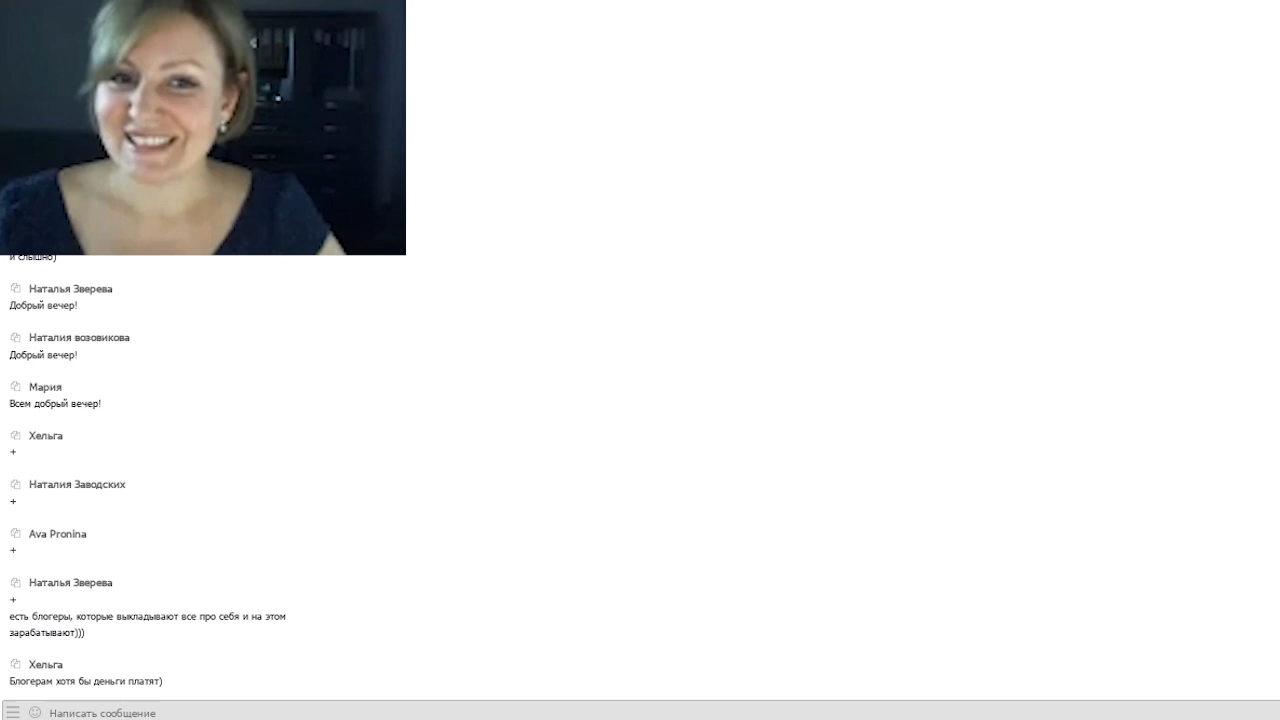 и слышно)
Наталья Зверева
Добрый вечер!
Наталия возовикова
Добрый вечер!
Мария
Всем добрый вечер!
Хельга
+
Наталия Заводских
+
Ava Pronina
+
Наталья Зверева
+
есть блогеры, которые выкладывают все про себя и на этом
зарабатывают)))
Хельга
Блогерам хотя бы деньги платят)
Написать сообщение